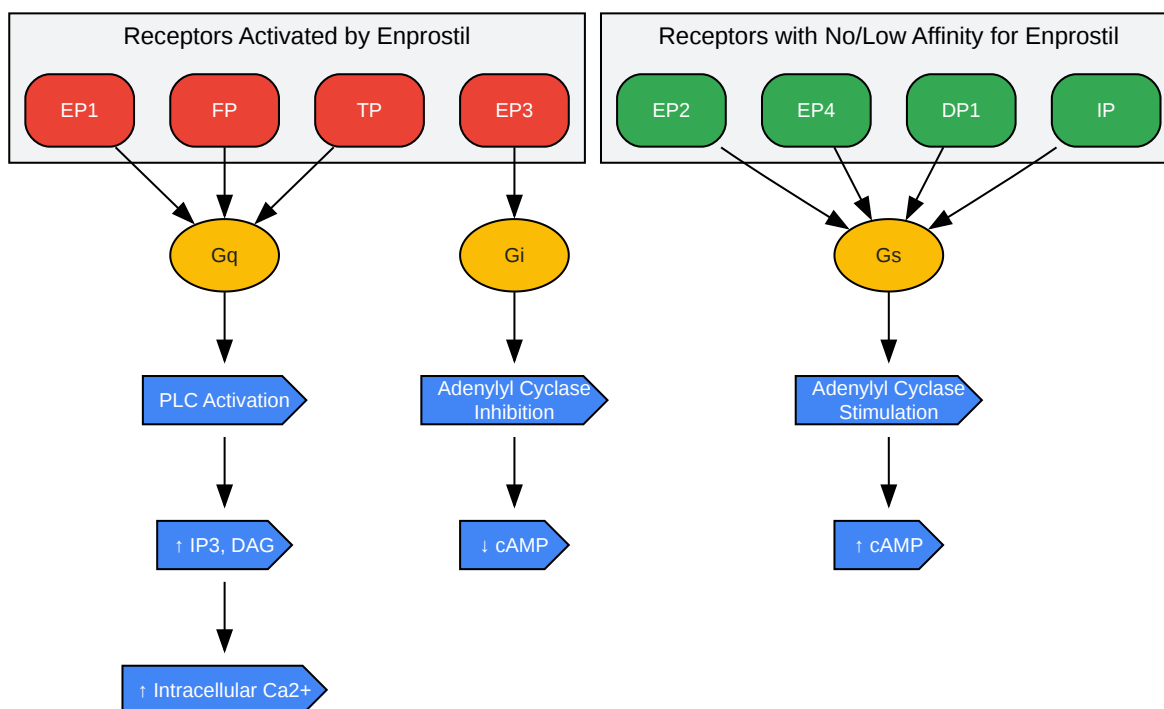 Receptors Activated by Enprostil
Receptors with No/Low Affinity for Enprostil
EP1
FP
TP
EP3
EP2
EP4
DP1
IP
Gq
Gi
Gs
PLC Activation
Adenylyl Cyclase
Inhibition
Adenylyl Cyclase
Stimulation
↑ IP3, DAG
↓ cAMP
↑ cAMP
↑ Intracellular Ca2+